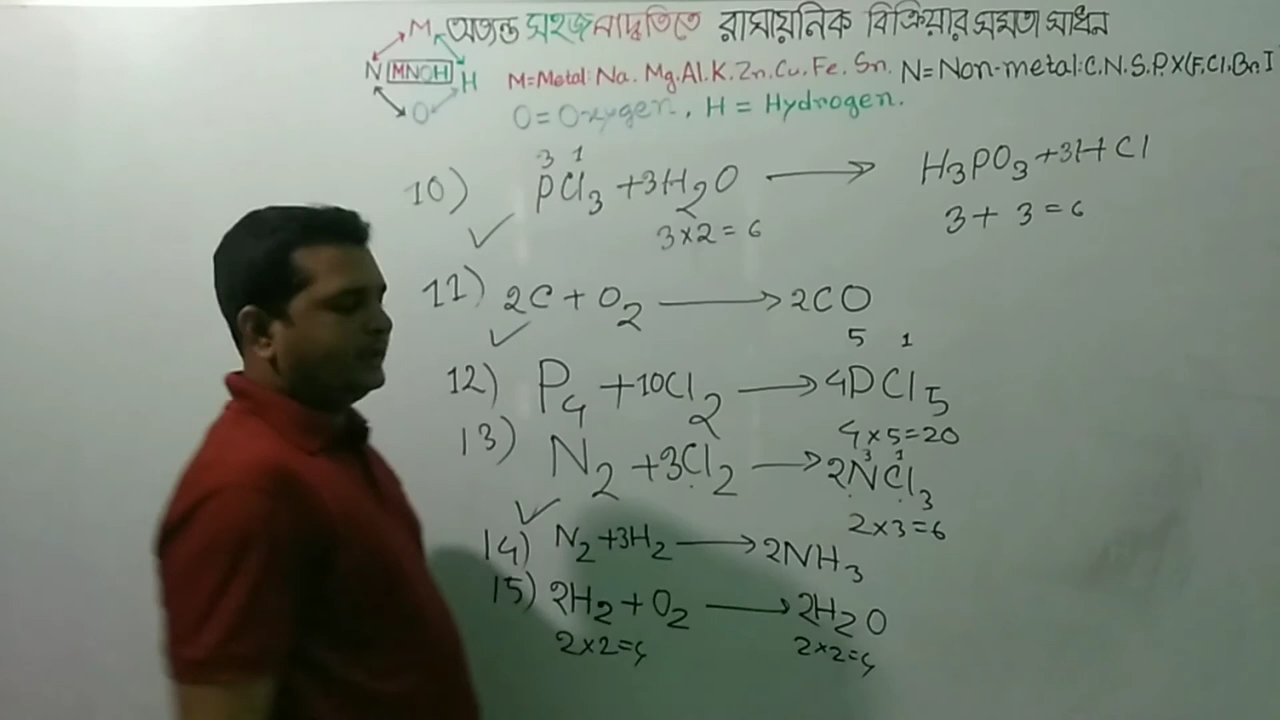 M অত্যন্ত সহজ পদ্ধতিতে রাসায়নিক বিক্রিয়ার সমতা সাধন
N MNOH H M=Metal: Na. Mg. Al. K. Zn. Cu. Fe. Sn. N=Non-metal: C. N. S. P. X(F. Cl. Br. I
O O=Oxygen., H = Hydrogen.
3 1
10) PCl₃ +3H₂O ⟶ H₃PO₃ +3HCl
3×2=6 3+ 3=6
11) 2C + O₂ ⟶ 2CO
5 1
12) P₄ +10Cl₂ ⟶ 4PCl₅
4×5=20
3 1
13) N₂ +3Cl₂ ⟶ 2NCl₃
2×3=6
14) N₂ +3H₂ ⟶ 2NH₃
15) 2H₂ + O₂ ⟶ 2H₂O
2×2=4 2×2=4